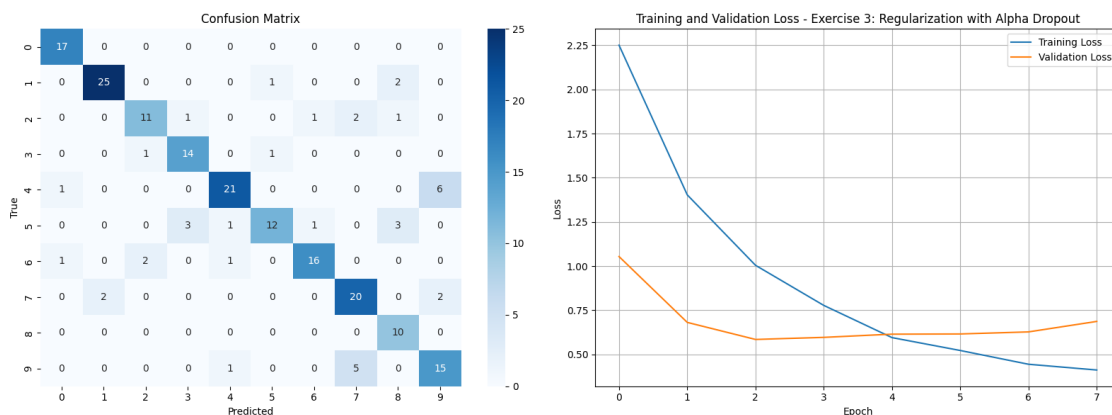 Confusion Matrix
0 17 0 0 0 0 0 0 0 0 0
1 0 25 0 0 0 1 0 0 2 0
2 0 0 11 1 0 0 1 2 1 0
3 0 0 1 14 0 1 0 0 0 0
4 1 0 0 0 21 0 0 0 0 6
5 0 0 0 3 1 12 1 0 3 0
6 1 0 2 0 1 0 16 0 0 0
7 0 2 0 0 0 0 0 20 0 2
8 0 0 0 0 0 0 0 0 10 0
9 0 0 0 0 1 0 0 5 0 15
0 1 2 3 4 5 6 7 8 9
Predicted
True
25
20
15
10
5
0
Training and Validation Loss - Exercise 3: Regularization with Alpha Dropout
Training Loss
Validation Loss
2.25
2.00
1.75
1.50
1.25
1.00
0.75
0.50
Loss
0 1 2 3 4 5 6 7
Epoch